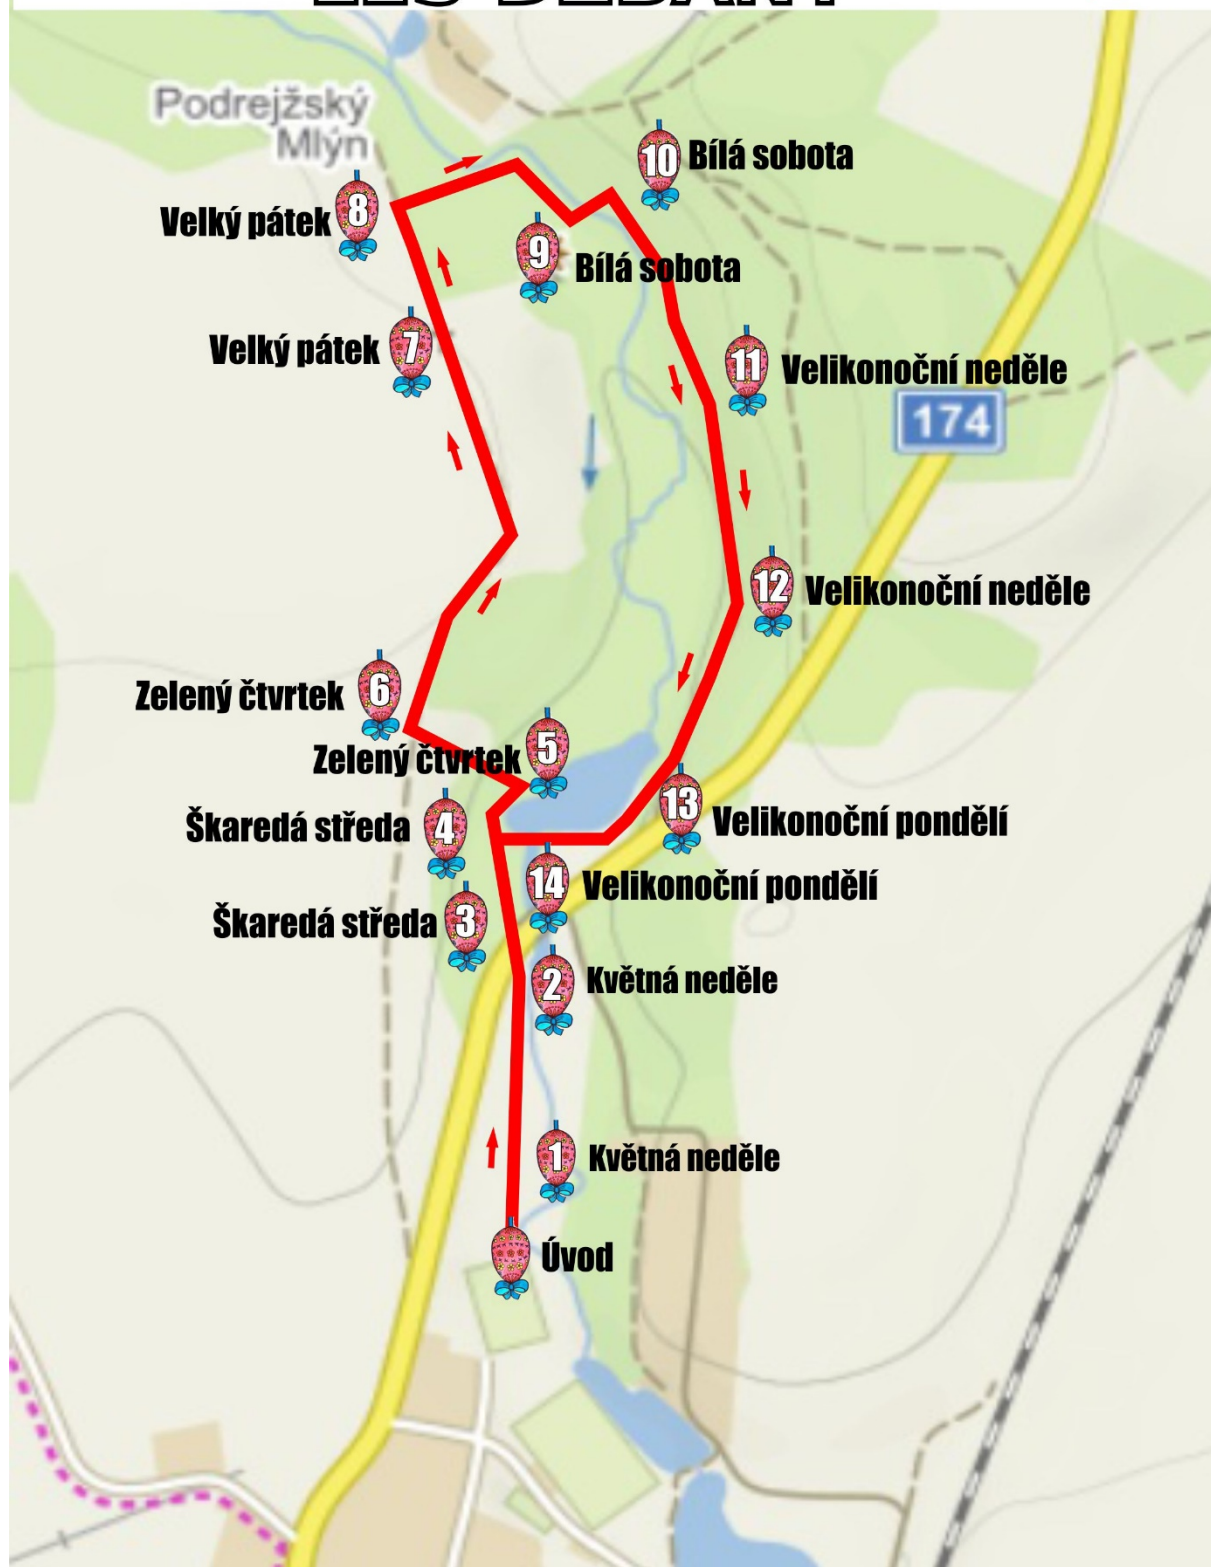 Podrejžský
Mlýn
10 Bílá sobota
8
Velký pátek
9
Bílá sobota
7
Velký pátek
11
Velikonoční neděle
174
12
Velikonoční neděle
6
Zelený čtvrtek
5
Zelený čtvrtek
4
Škaredá středa
13
Velikonoční pondělí
14
Velikonoční pondělí
3
Škaredá středa
2
Květná neděle
1
Květná neděle
Úvod